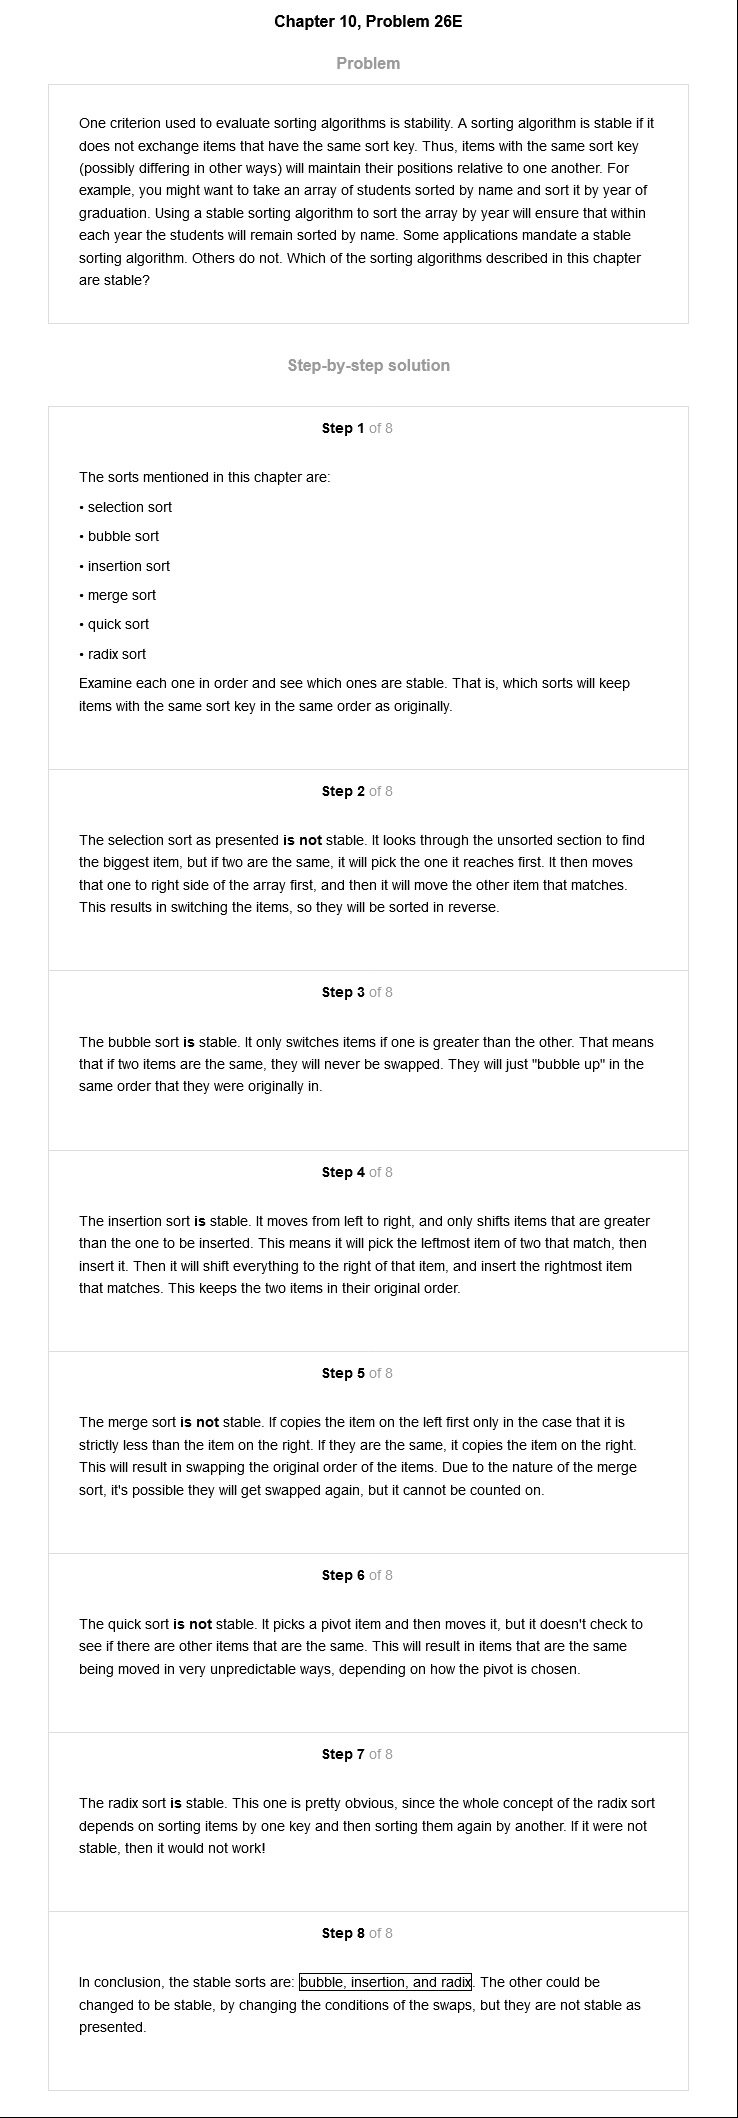 Chapter 10, Problem 26E
Problem
One criterion used to evaluate sorting algorithms is stability. A sorting algorithm is stable if it
does not exchange items that have the same sort key. Thus, items with the same sort key
(possibly differing in other ways) will maintain their positions relative to one another. For
example, you might want to take an array of students sorted by name and sort it by year of
graduation. Using a stable sorting algorithm to sort the array by year will ensure that within
each year the students will remain sorted by name. Some applications mandate a stable
sorting algorithm. Others do not. Which of the sorting algorithms described in this chapter
are stable?
Step-by-step solution
Step 1 of 8
The sorts mentioned in this chapter are:
• selection sort
• bubble sort
• insertion sort
• merge sort
• quick sort
• radix sort
Examine each one in order and see which ones are stable. That is, which sorts will keep
items with the same sort key in the same order as originally.
Step 2 of 8
The selection sort as presented is not stable. It looks through the unsorted section to find
the biggest item, but if two are the same, it will pick the one it reaches first. It then moves
that one to right side of the array first, and then it will move the other item that matches.
This results in switching the items, so they will be sorted in reverse.
Step 3 of 8
The bubble sort is stable. It only switches items if one is greater than the other. That means
that if two items are the same, they will never be swapped. They will just "bubble up" in the
same order that they were originally in.
Step 4 of 8
The insertion sort is stable. It moves from left to right, and only shifts items that are greater
than the one to be inserted. This means it will pick the leftmost item of two that match, then
insert it. Then it will shift everything to the right of that item, and insert the rightmost item
that matches. This keeps the two items in their original order.
Step 5 of 8
The merge sort is not stable. If copies the item on the left first only in the case that it is
strictly less than the item on the right. If they are the same, it copies the item on the right.
This will result in swapping the original order of the items. Due to the nature of the merge
sort, it's possible they will get swapped again, but it cannot be counted on.
Step 6 of 8
The quick sort is not stable. It picks a pivot item and then moves it, but it doesn't check to
see if there are other items that are the same. This will result in items that are the same
being moved in very unpredictable ways, depending on how the pivot is chosen.
Step 7 of 8
The radix sort is stable. This one is pretty obvious, since the whole concept of the radix sort
depends on sorting items by one key and then sorting them again by another. If it were not
stable, then it would not work!
Step 8 of 8
In conclusion, the stable sorts are: bubble, insertion, and radix. The other could be
changed to be stable, by changing the conditions of the swaps, but they are not stable as
presented.